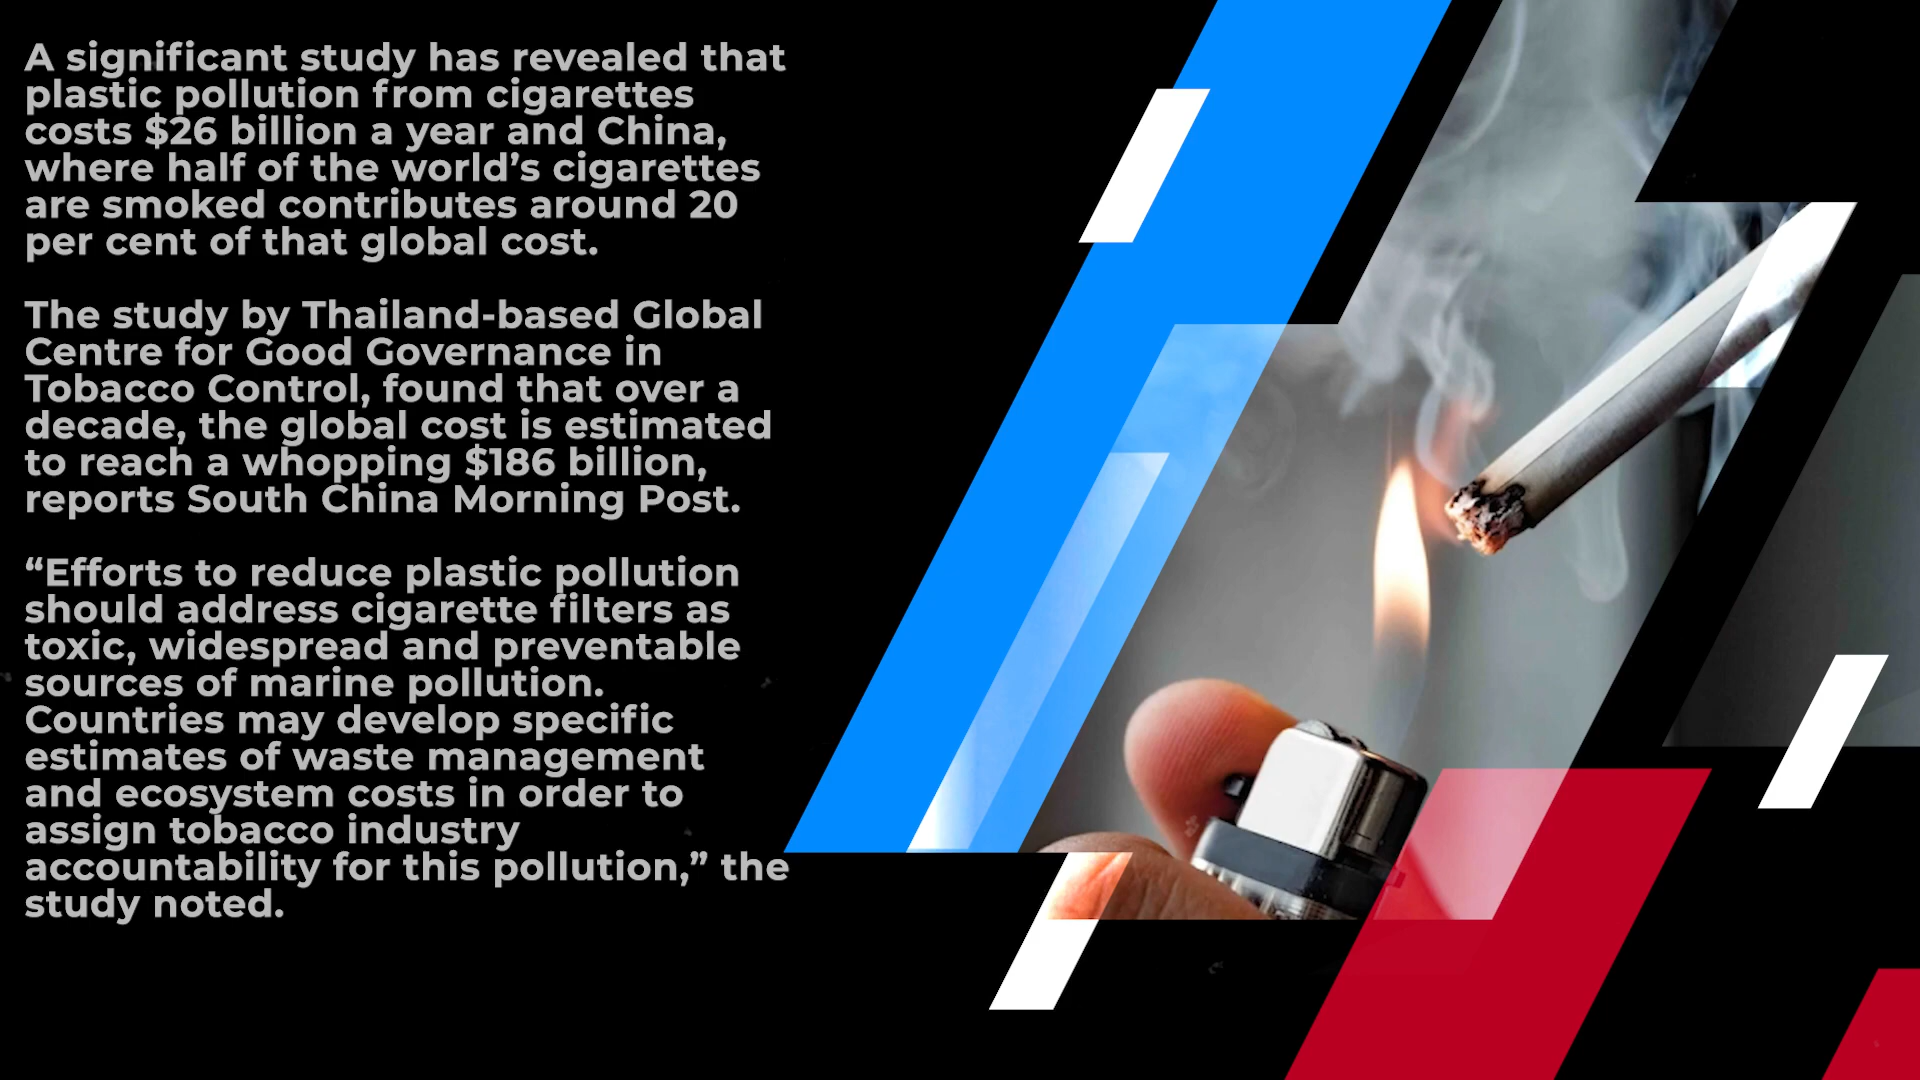 A significant study has revealed that
plastic pollution from cigarettes
costs $26 billion a year and China,
where half of the world’s cigarettes
are smoked contributes around 20
per cent of that global cost.
The study by Thailand-based Global
Centre for Good Governance in
Tobacco Control, found that over a
decade, the global cost is estimated
to reach a whopping $186 billion,
reports South China Morning Post.
“Efforts to reduce plastic pollution
should address cigarette filters as
toxic, widespread and preventable
sources of marine pollution.
Countries may develop specific
estimates of waste management
and ecosystem costs in order to
assign tobacco industry
accountability for this pollution,” the
study noted.